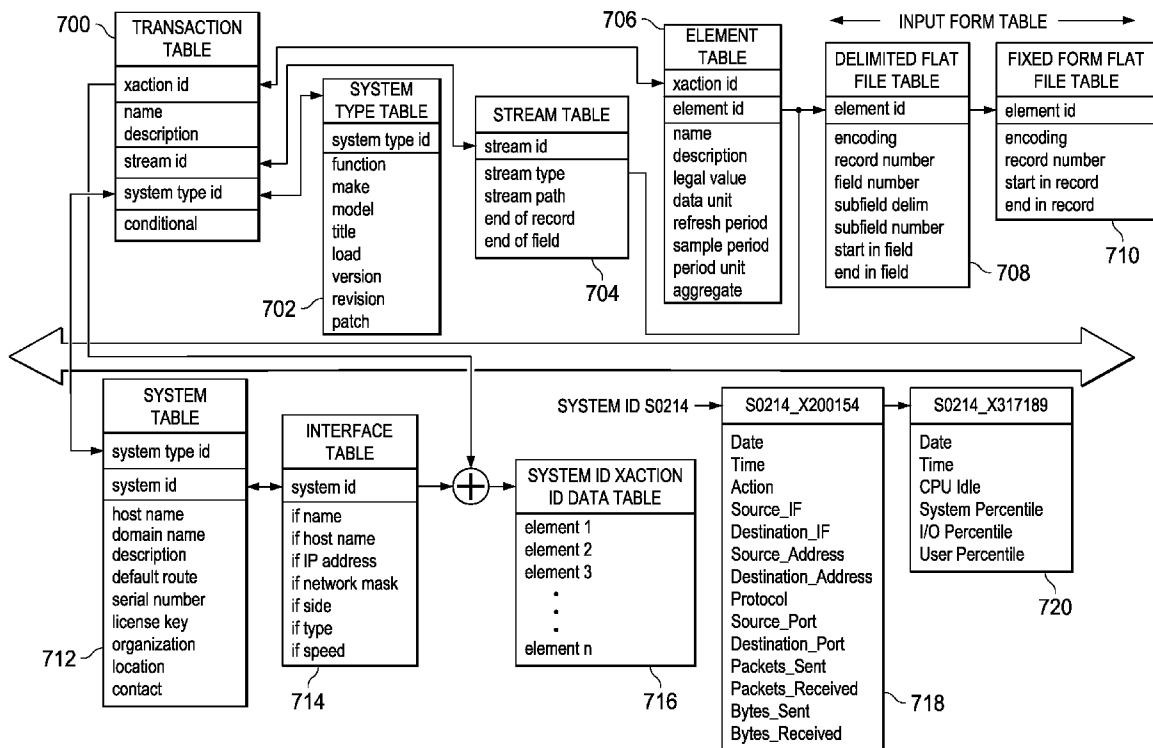 700
TRANSACTION
TABLE
xaction id
name
description
stream id
system type id
conditional
SYSTEM
TYPE TABLE
system type id
function
make
model
title
load
version
revision
patch
702
STREAM TABLE
stream id
stream type
stream path
end of record
end of field
704
706
ELEMENT
TABLE
xaction id
element id
name
description
legal value
data unit
refresh period
sample period
period unit
aggregate
INPUT FORM TABLE
DELIMITED FLAT
FILE TABLE
element id
encoding
record number
field number
subfield delim
subfield number
start in field
end in field
708
FIXED FORM FLAT
FILE TABLE
element id
encoding
record number
start in record
end in record
710
SYSTEM
TABLE
system type id
system id
host name
domain name
description
default route
serial number
license key
organization
location
contact
712
INTERFACE
TABLE
system id
if name
if host name
if IP address
if network mask
if side
if type
if speed
714
SYSTEM ID XACTION
ID DATA TABLE
element 1
element 2
element 3
element n
716
SYSTEM ID S0214
S0214_X200154
Date
Time
Action
Source_IF
Destination_IF
Source_Address
Destination_Address
Protocol
Source_Port
Destination_Port
Packets_Sent
Packets_Received
Bytes_Sent
Bytes_Received
718
S0214_X317189
Date
Time
CPU Idle
System Percentile
I/O Percentile
User Percentile
720